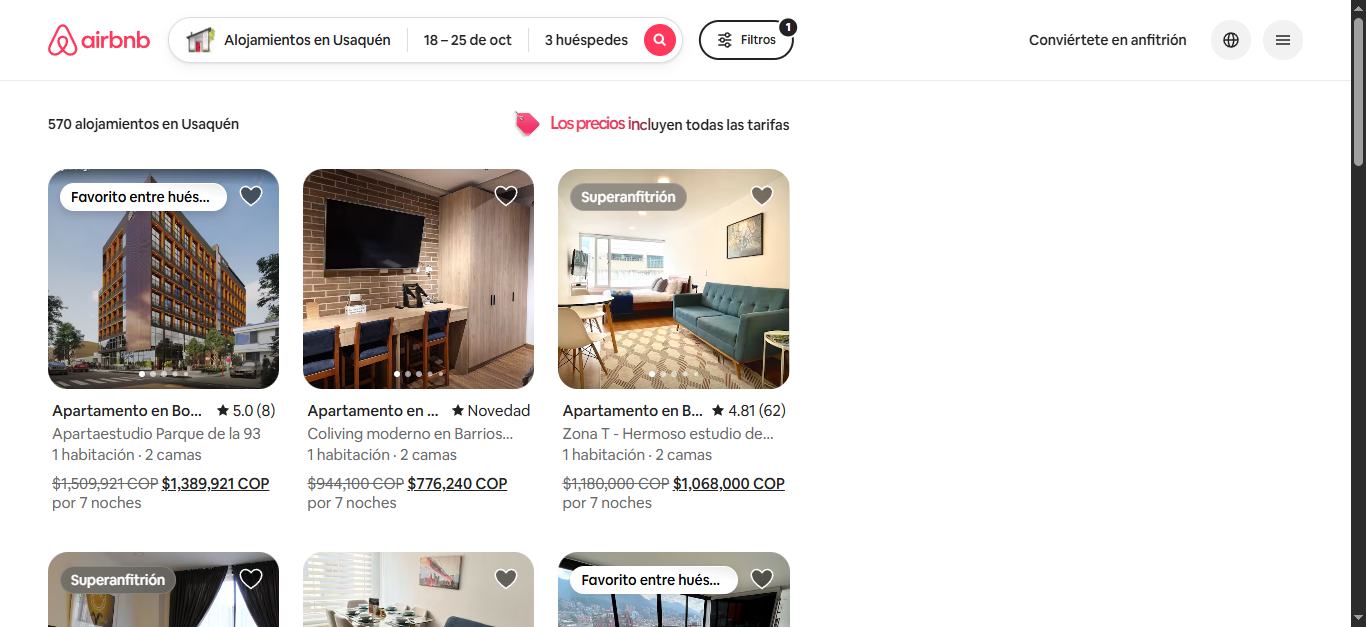 airbnb
Alojamientos en Usaquén
18 – 25 de oct
3 huéspedes
Filtros
1
Conviértete en anfitrión
570 alojamientos en Usaquén
Los precios incluyen todas las tarifas
Favorito entre hués...
Superanfitrión
Apartamento en Bo... 5.0 (8)
Apartaestudio Parque de la 93
1 habitación · 2 camas
$1,509,921 COP $1,389,921 COP
por 7 noches
Apartamento en ... Novedad
Coliving moderno en Barrios...
1 habitación · 2 camas
$944,100 COP $776,240 COP
por 7 noches
Apartamento en B... 4.81 (62)
Zona T - Hermoso estudio de...
1 habitación · 2 camas
$1,180,000 COP $1,068,000 COP
por 7 noches
Superanfitrión
Favorito entre hués...